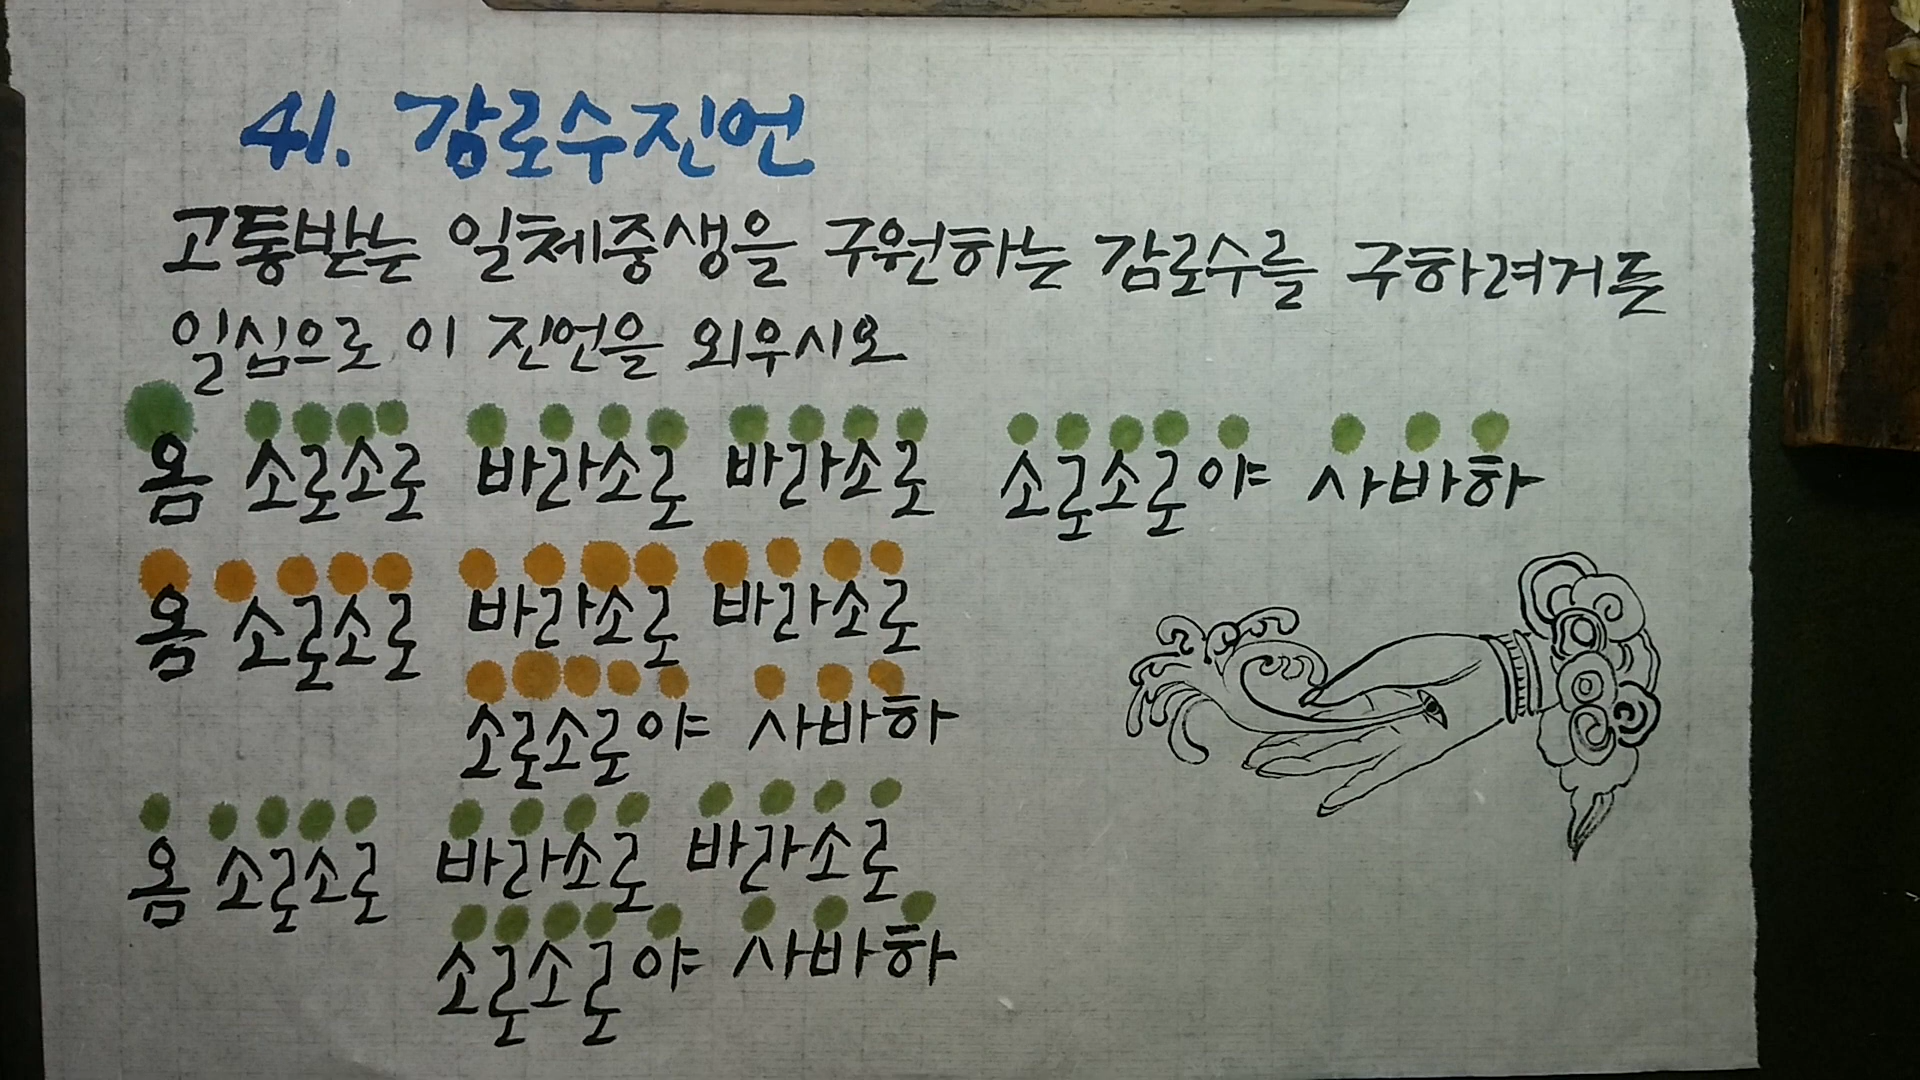 41. 감로수진언
고통받는 일체중생을 구원하는 감로수를 구하려거든
일심으로 이 진언을 외우시오
옴 소로소로 바라소로 바라소로 소로소로야 사바하
옴 소로소로 바라소로 바라소로
소로소로야 사바하
옴 소로소로 바라소로 바라소로
소로소로야 사바하